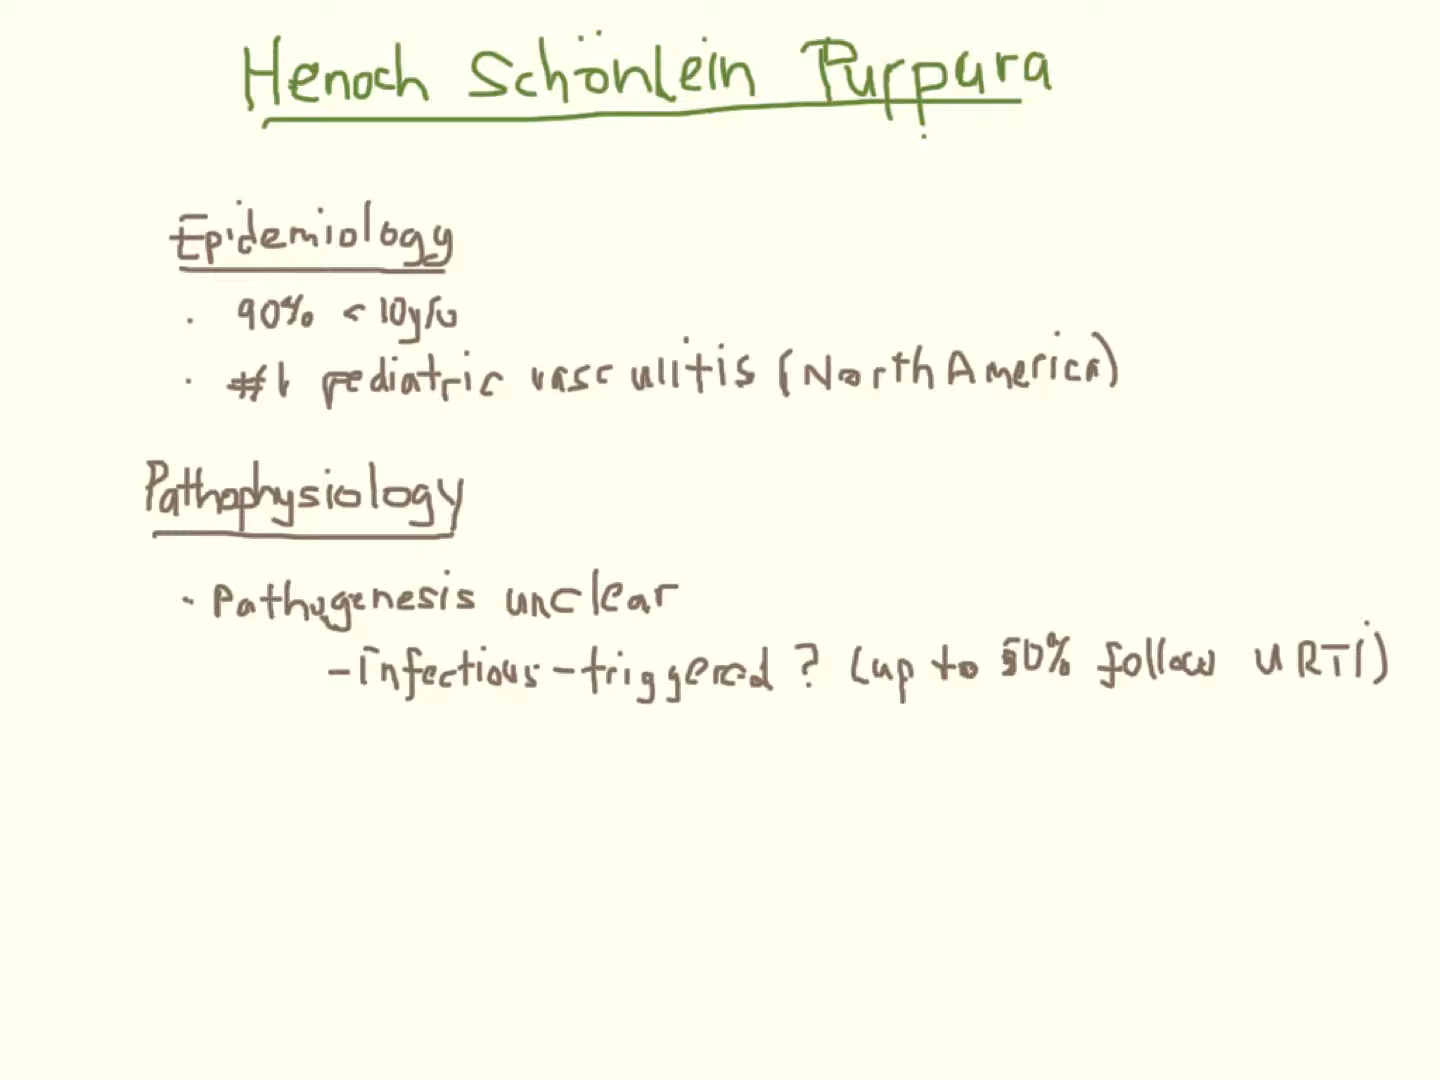 Henoch Schönlein Purpura
Epidemiology
· 90% < 10y/o
· #1 pediatric vasculitis (North America)
Pathophysiology
· Pathogenesis unclear
- Infectious-triggered? (up to 50% follow URTI)